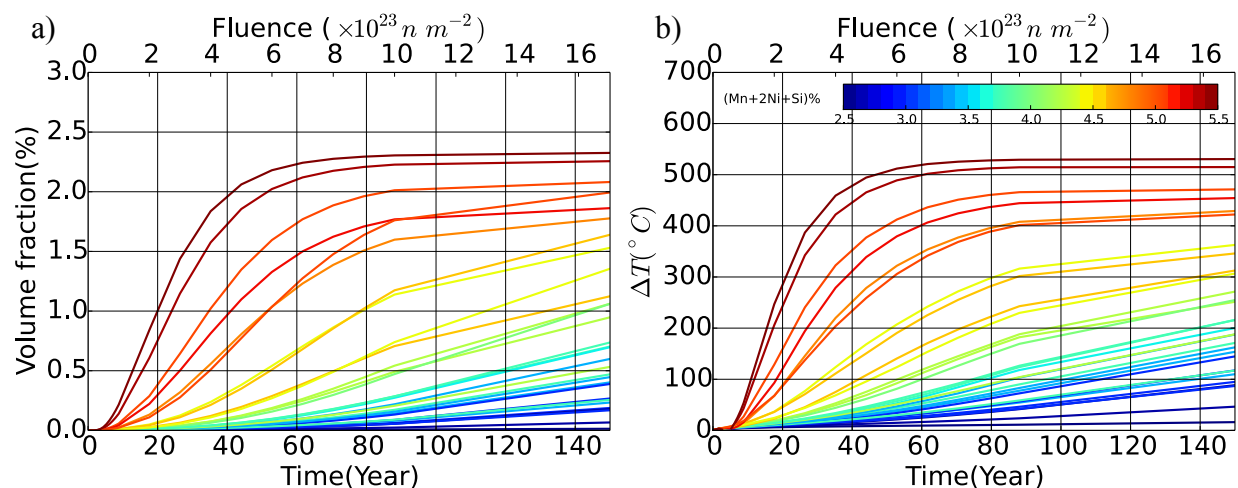 a)
Fluence ( ×10²³ n m⁻²)
0 2 4 6 8 10 12 14 16
3.0
2.5
2.0
1.5
1.0
0.5
0.0
Volume fraction(%)
0 20 40 60 80 100 120 140
Time(Year)
b)
Fluence ( ×10²³ n m⁻²)
0 2 4 6 8 10 12 14 16
700
600
500
400
300
200
100
0
ΔT(°C)
(Mn+2Ni+Si)%
2.5 3.0 3.5 4.0 4.5 5.0 5.5
0 20 40 60 80 100 120 140
Time(Year)